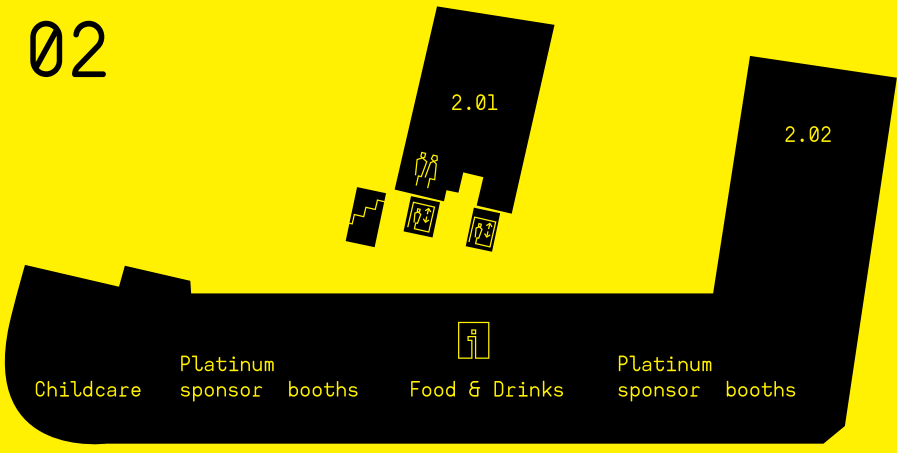 02
2.01
2.02
Platinum
sponsor booths
Childcare
Food & Drinks
Platinum
sponsor booths